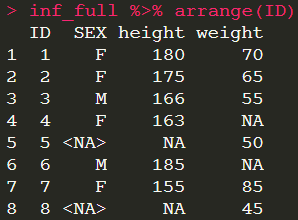 > inf_full %>% arrange(ID)
  ID  SEX height weight
1  1    F    180     70
2  2    F    175     65
3  3    M    166     55
4  4    F    163     NA
5  5 <NA>     NA     50
6  6    M    185     NA
7  7    F    155     85
8  8 <NA>     NA     45